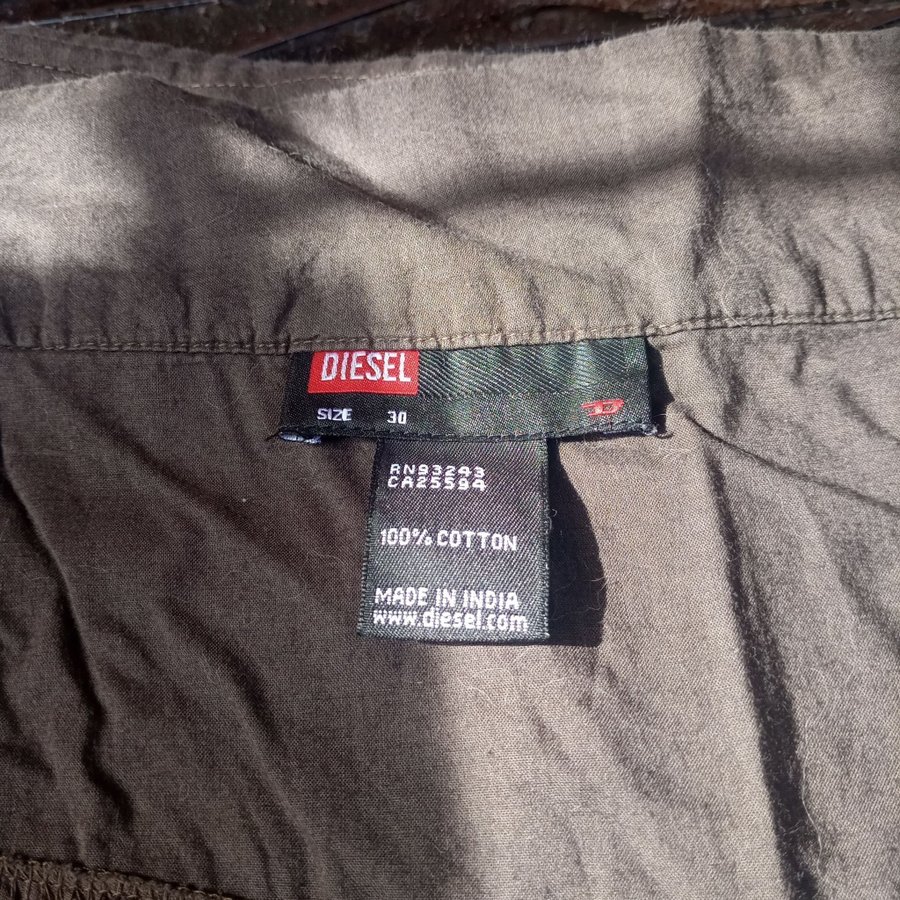 DIESEL
SIZE 30
RN93243
CA25594
100% COTTON
MADE IN INDIA
www.diesel.com